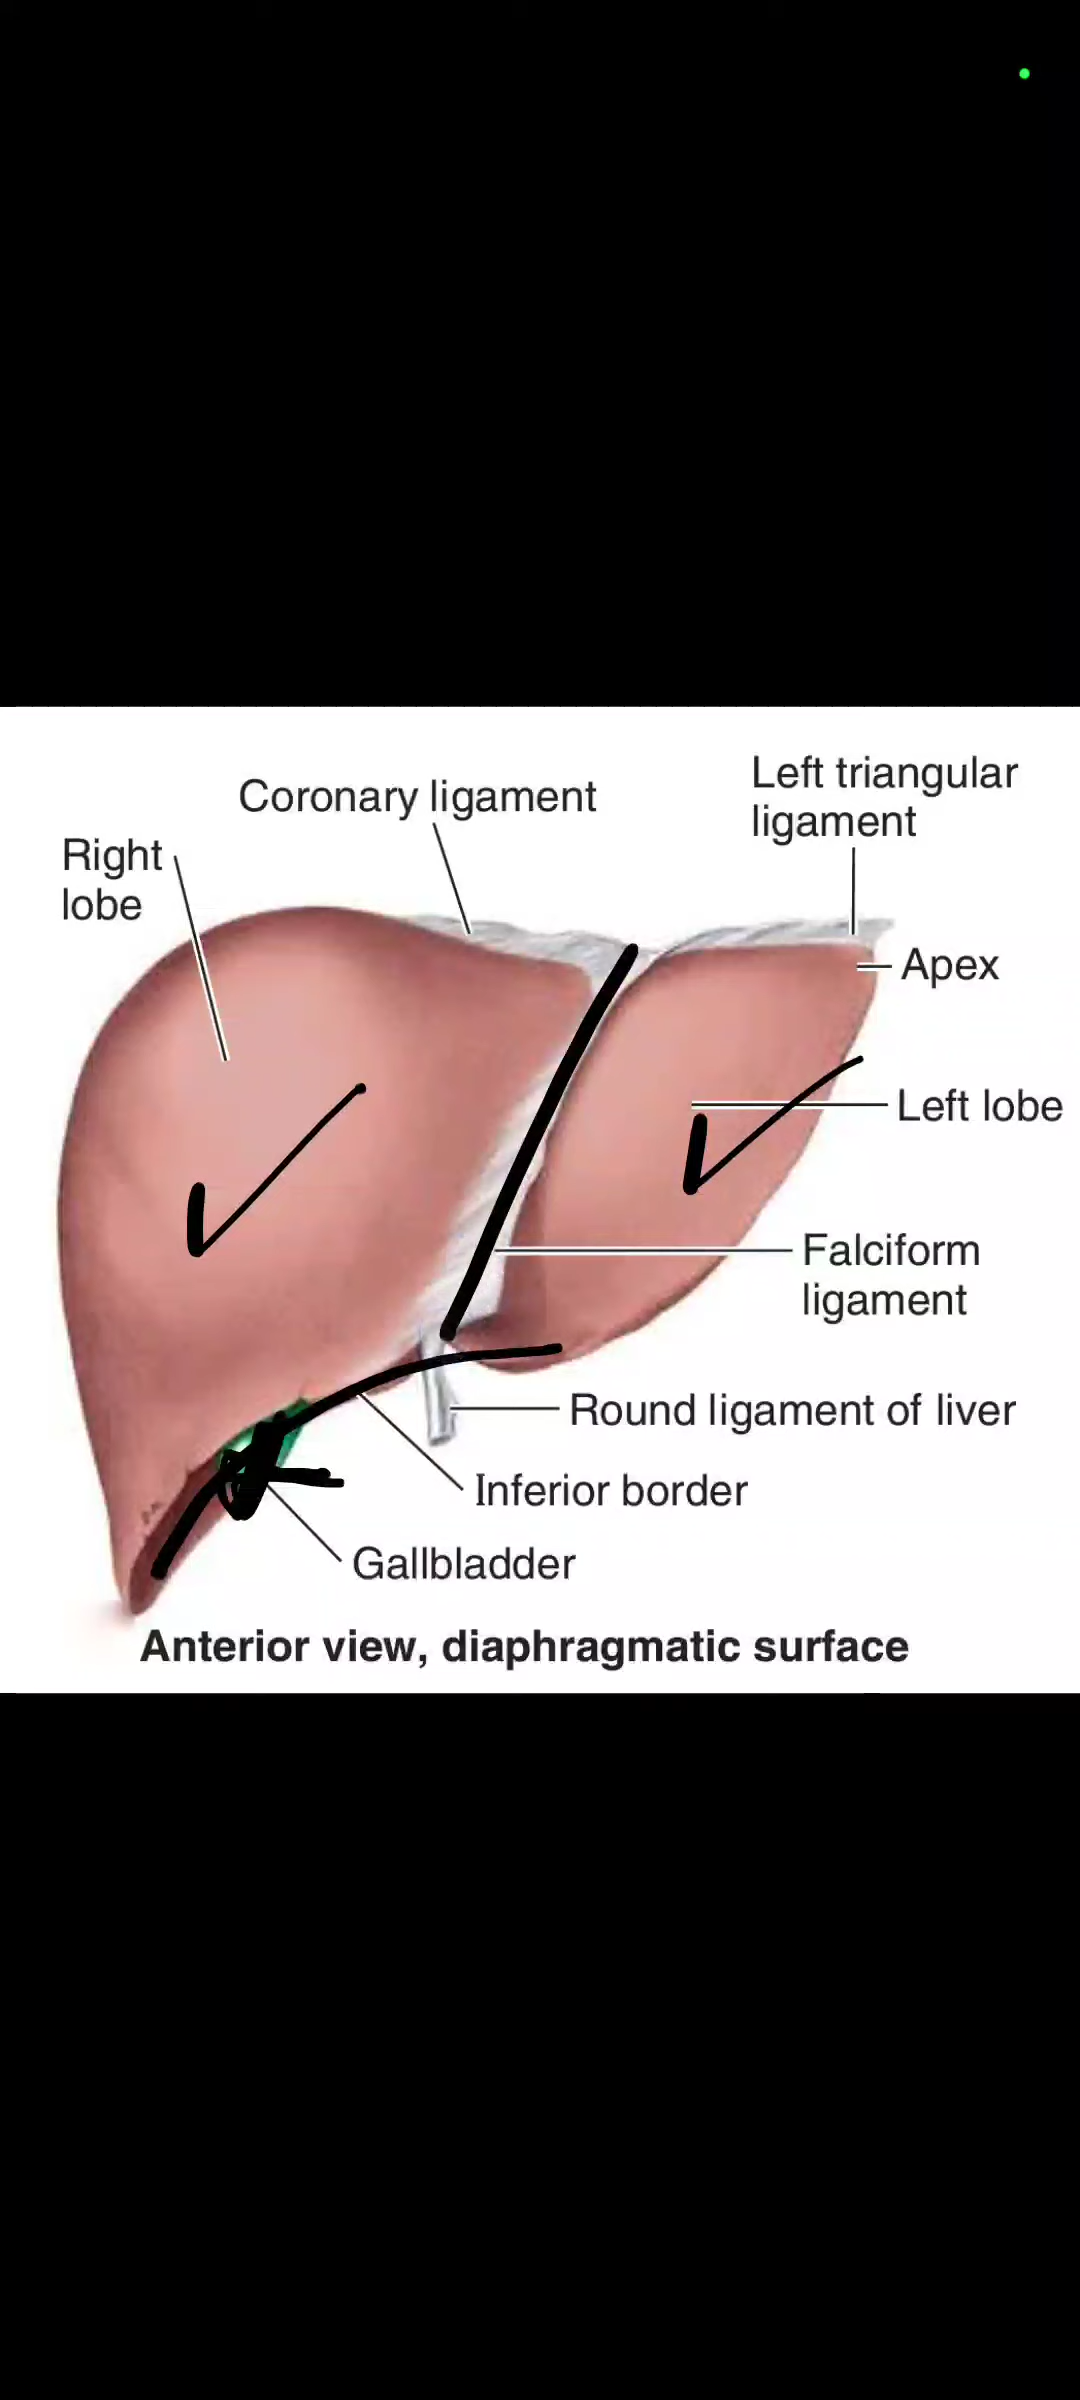 Left triangular
ligament
Coronary ligament
Right
lobe
Apex
Left lobe
Falciform
ligament
Round ligament of liver
Inferior border
Gallbladder
Anterior view, diaphragmatic surface